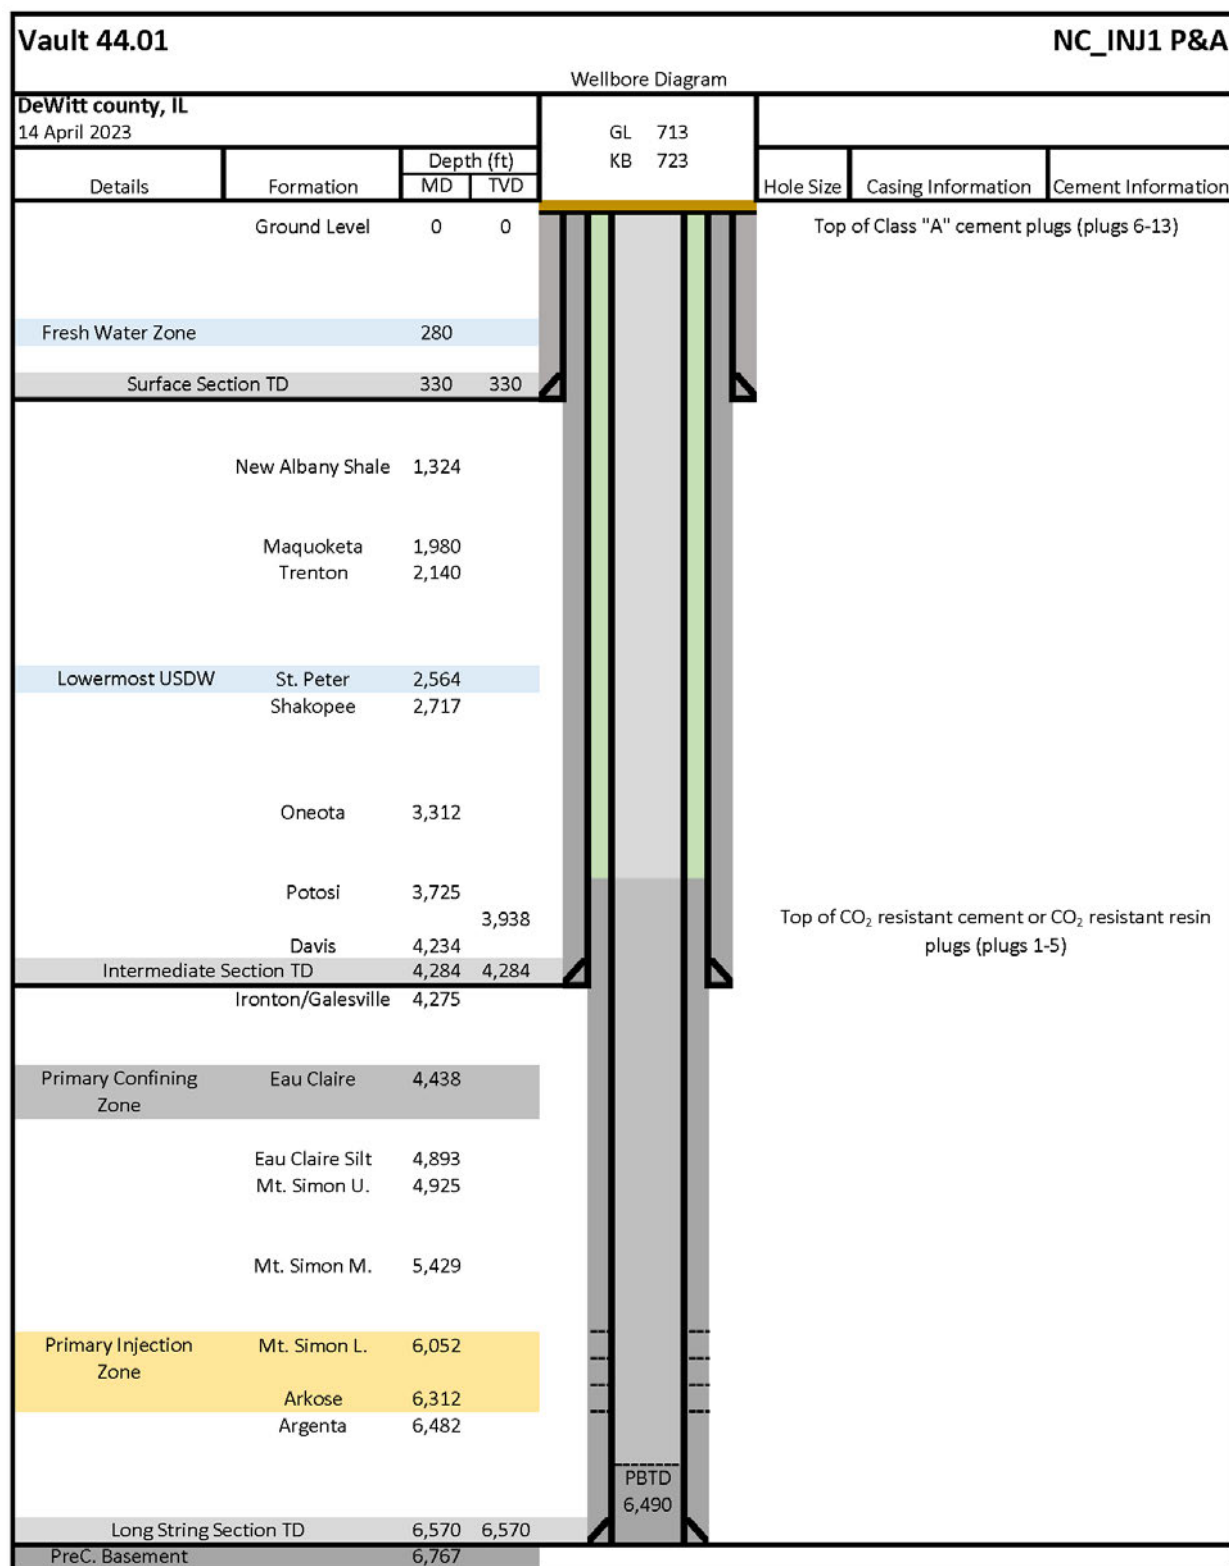 Vault 44.01 NC_INJ1 P&A
Wellbore Diagram
DeWitt county, IL
14 April 2023
GL 713
KB 723
Depth (ft)
Details Formation MD TVD Hole Size Casing Information Cement Information
Ground Level 0 0 Top of Class "A" cement plugs (plugs 6-13)
Fresh Water Zone 280
Surface Section TD 330 330
New Albany Shale 1,324
Maquoketa 1,980
Trenton 2,140
Lowermost USDW St. Peter 2,564
Shakopee 2,717
Oneota 3,312
Potosi 3,725
3,938 Top of CO₂ resistant cement or CO₂ resistant resin
Davis 4,234 plugs (plugs 1-5)
Intermediate Section TD 4,284 4,284
Ironton/Galesville 4,275
Primary Confining Eau Claire 4,438
Zone
Eau Claire Silt 4,893
Mt. Simon U. 4,925
Mt. Simon M. 5,429
Primary Injection Mt. Simon L. 6,052
Zone
Arkose 6,312
Argenta 6,482
PBTD
6,490
Long String Section TD 6,570 6,570
PreC. Basement 6,767